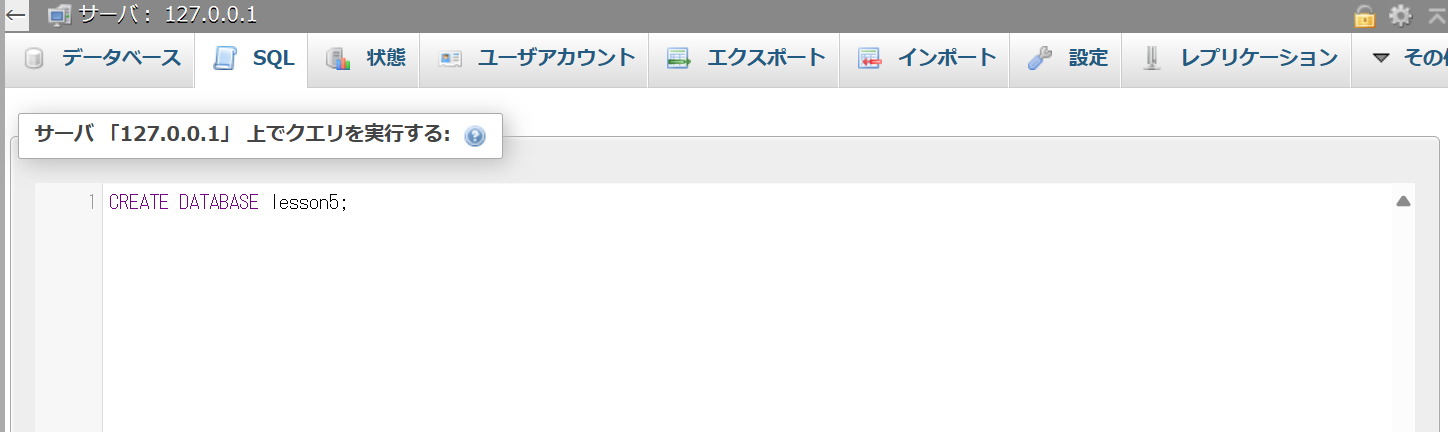 サーバ： 127.0.0.1
データベース SQL 状態 ユーザアカウント エクスポート インポート 設定 レプリケーション
サーバ 「127.0.0.1」 上でクエリを実行する:
1 CREATE DATABASE lesson5;